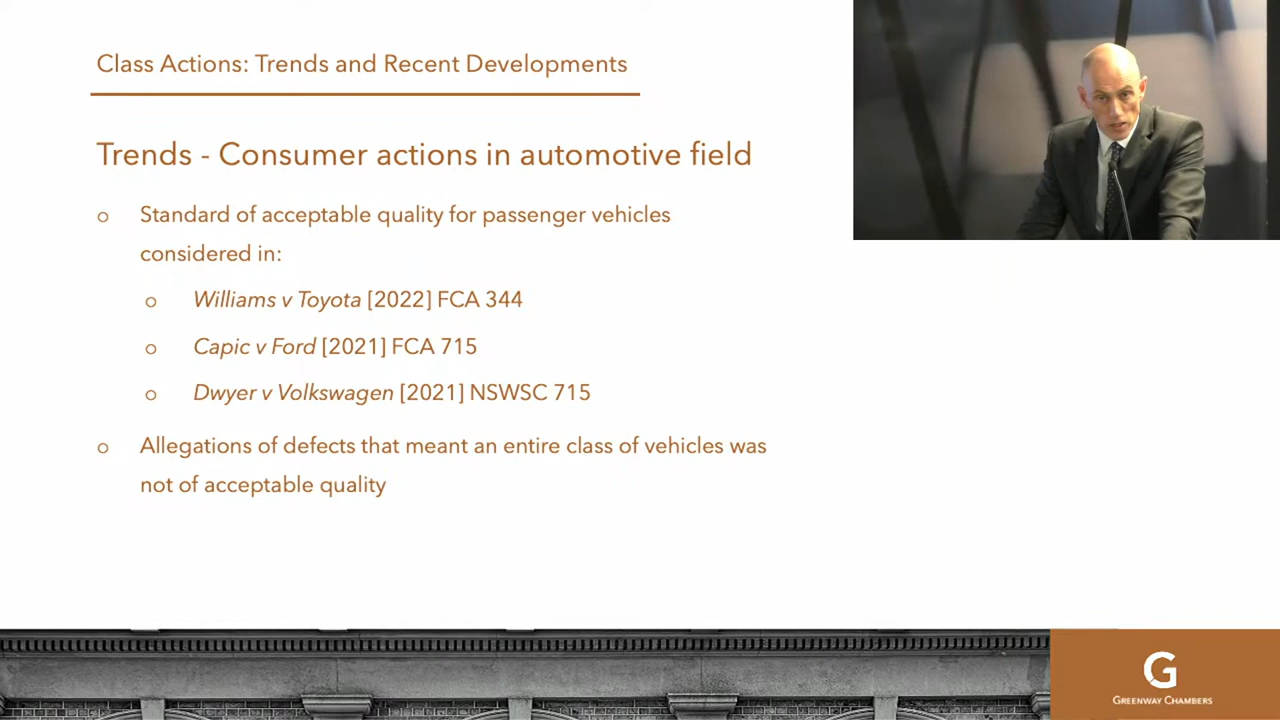 Class Actions: Trends and Recent Developments
Trends - Consumer actions in automotive field
o Standard of acceptable quality for passenger vehicles
considered in:
o Williams v Toyota [2022] FCA 344
o Capic v Ford [2021] FCA 715
o Dwyer v Volkswagen [2021] NSWSC 715
o Allegations of defects that meant an entire class of vehicles was
not of acceptable quality
G
GREENWAY CHAMBERS